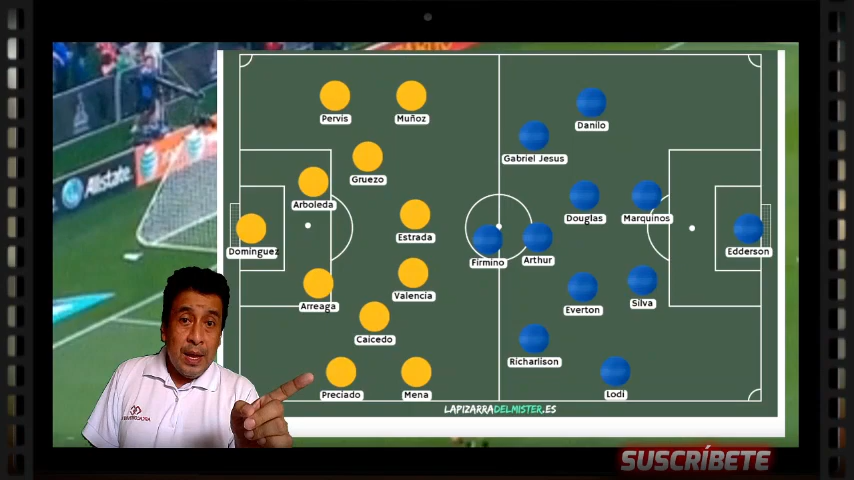 Pervis
Muñoz
Danilo
Gabriel Jesus
Gruezo
Arboleda
Douglas
Marquinos
Estrada
Dominguez
Firmino
Arthur
Edderson
Arreaga
Valencia
Everton
Silva
Caicedo
Richarlison
Preciado
Mena
Lodi
LAPIZARRADELMISTER.ES
Allstate
at&t
SUSCRÍBETE